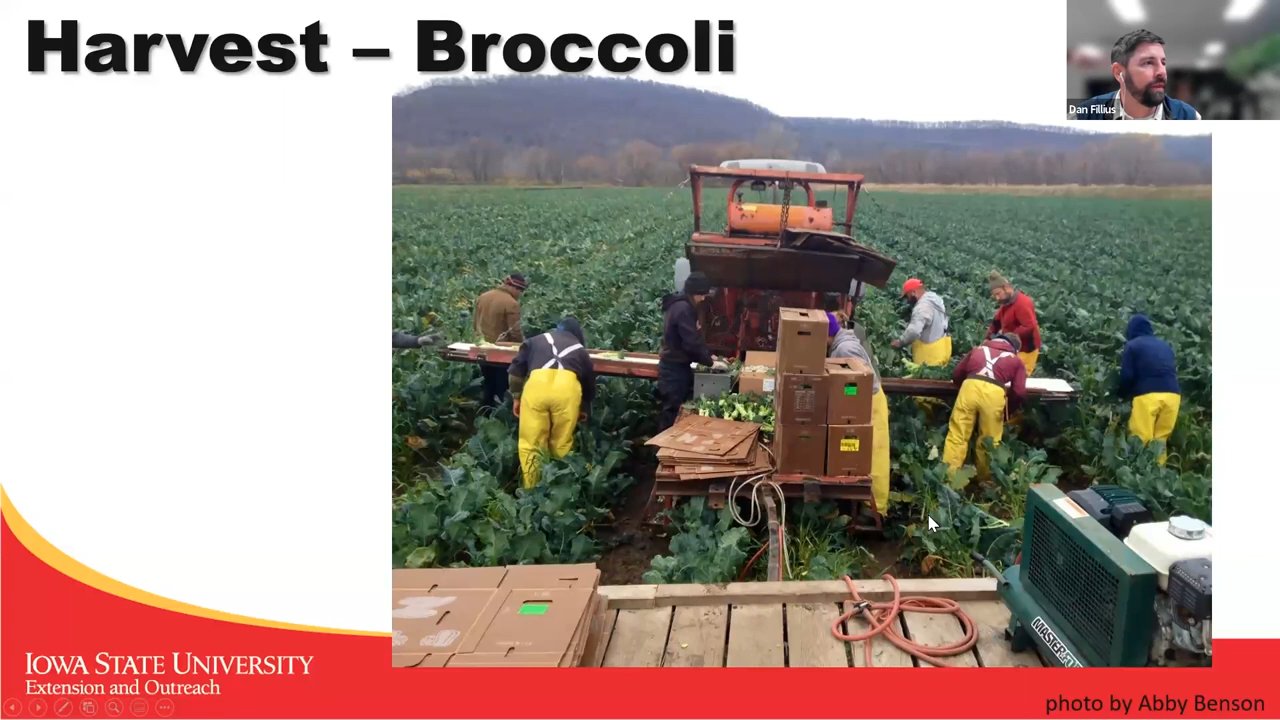 Harvest – Broccoli
Dan Fillius
IOWA STATE UNIVERSITY
Extension and Outreach
photo by Abby Benson